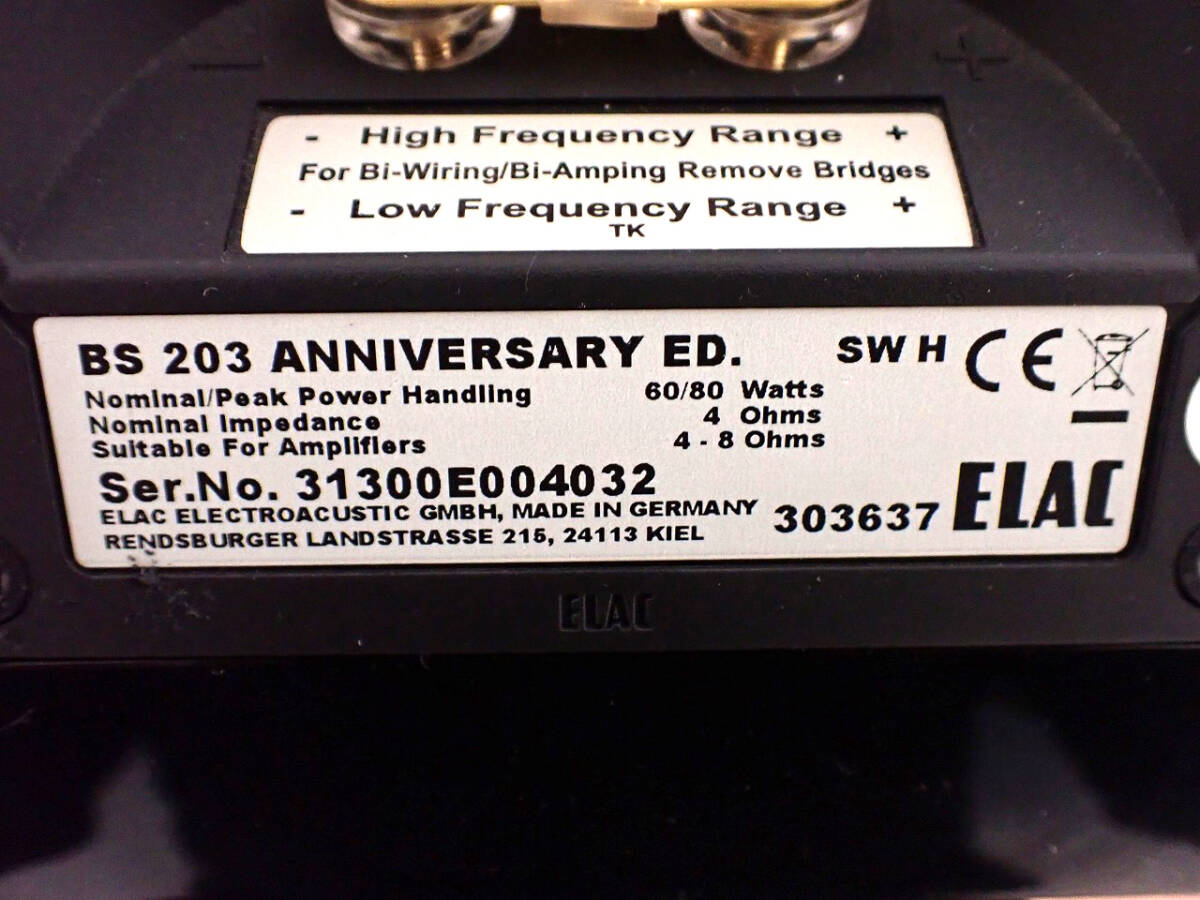 - +
- High Frequency Range +
For Bi-Wiring/Bi-Amping Remove Bridges
- Low Frequency Range +
TK
BS 203 ANNIVERSARY ED. SW H CE
Nominal/Peak Power Handling 60/80 Watts
Nominal Impedance 4 Ohms
Suitable For Amplifiers 4 - 8 Ohms
Ser.No. 31300E004032
ELAC ELECTROACUSTIC GMBH, MADE IN GERMANY
RENDSBURGER LANDSTRASSE 215, 24113 KIEL
303637 ELAC
ELAC